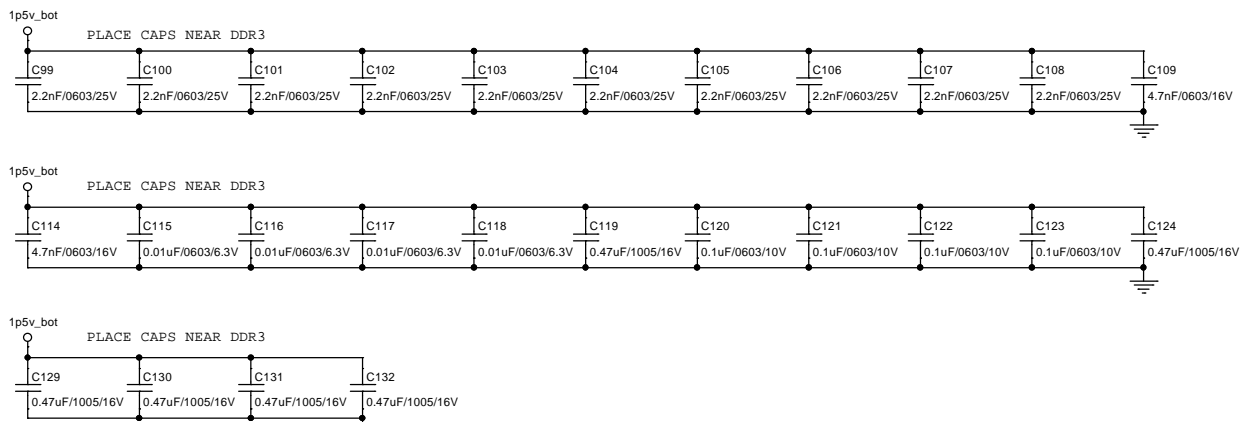 1p5v_bot
PLACE CAPS NEAR DDR3
C99 C100 C101 C102 C103 C104 C105 C106 C107 C108 C109
2.2nF/0603/25V 2.2nF/0603/25V 2.2nF/0603/25V 2.2nF/0603/25V 2.2nF/0603/25V 2.2nF/0603/25V 2.2nF/0603/25V 2.2nF/0603/25V 2.2nF/0603/25V 2.2nF/0603/25V 4.7nF/0603/16V
1p5v_bot
PLACE CAPS NEAR DDR3
C114 C115 C116 C117 C118 C119 C120 C121 C122 C123 C124
4.7nF/0603/16V 0.01uF/0603/6.3V 0.01uF/0603/6.3V 0.01uF/0603/6.3V 0.01uF/0603/6.3V 0.47uF/1005/16V 0.1uF/0603/10V 0.1uF/0603/10V 0.1uF/0603/10V 0.1uF/0603/10V 0.47uF/1005/16V
1p5v_bot
PLACE CAPS NEAR DDR3
C129 C130 C131 C132
0.47uF/1005/16V 0.47uF/1005/16V 0.47uF/1005/16V 0.47uF/1005/16V